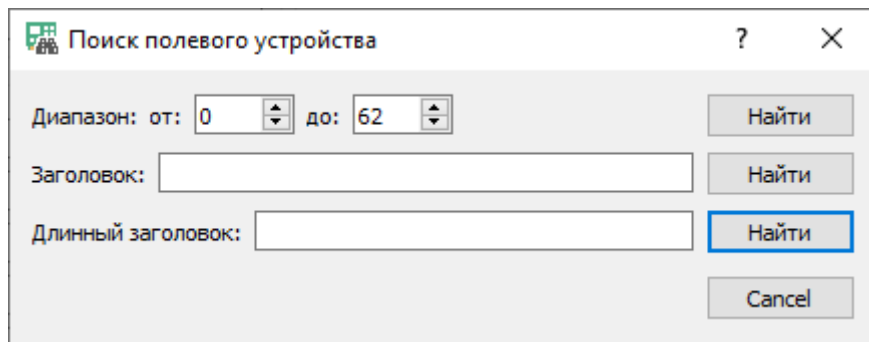 Поиск полевого устройства ?
Диапазон: от: 0 до: 62 Найти
Заголовок: Найти
Длинный заголовок: Найти
Cancel